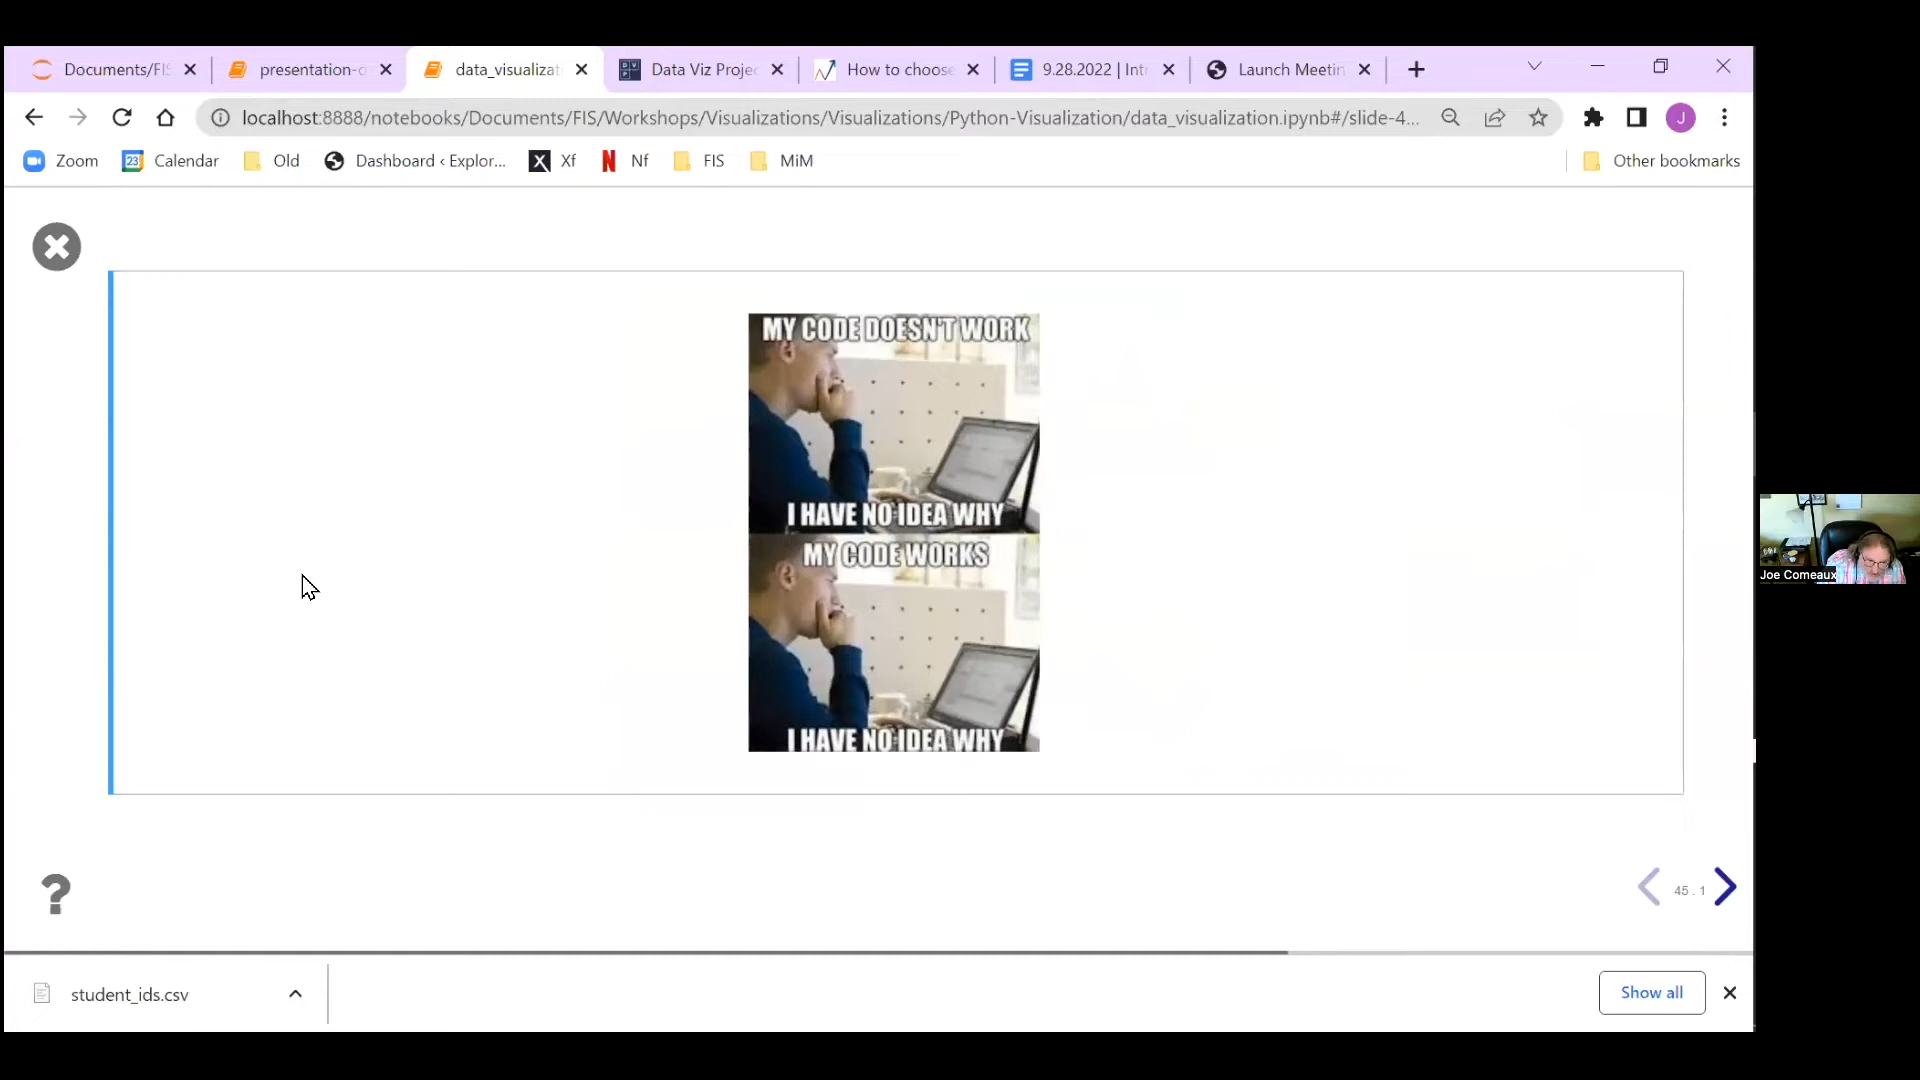 Documents/FIS
presentation-o
data_visualizat
Data Viz Projec
How to choose
9.28.2022 | Int
Launch Meetin
localhost:8888/notebooks/Documents/FIS/Workshops/Visualizations/Visualizations/Python-Visualization/data_visualization.ipynb#/slide-4...
J
Zoom
23
Calendar
Old
Dashboard ‹ Explor...
X
Xf
N
Nf
FIS
MiM
Other bookmarks
MY CODE DOESN'T WORK
I HAVE NO IDEA WHY
MY CODE WORKS
I HAVE NO IDEA WHY
Joe Comeaux
?
45 . 1
student_ids.csv
Show all